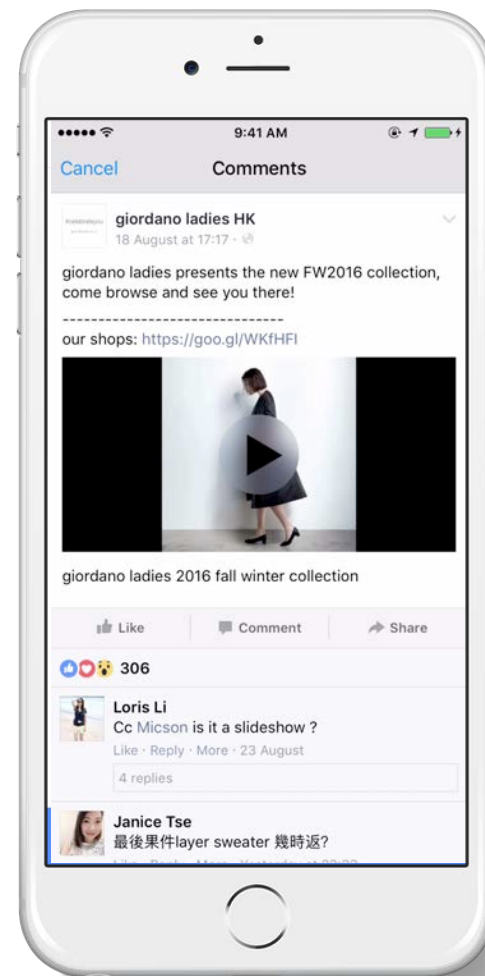 9:41 AM
Cancel
Comments
giordano ladies HK
18 August at 17:17 ·
giordano ladies presents the new FW2016 collection,
come browse and see you there!
-------------------------------
our shops: https://goo.gl/WKfHFI
giordano ladies 2016 fall winter collection
Like
Comment
Share
306
Loris Li
Cc Micson is it a slideshow ?
Like · Reply · More · 23 August
4 replies
Janice Tse
最後果件layer sweater 幾時返?